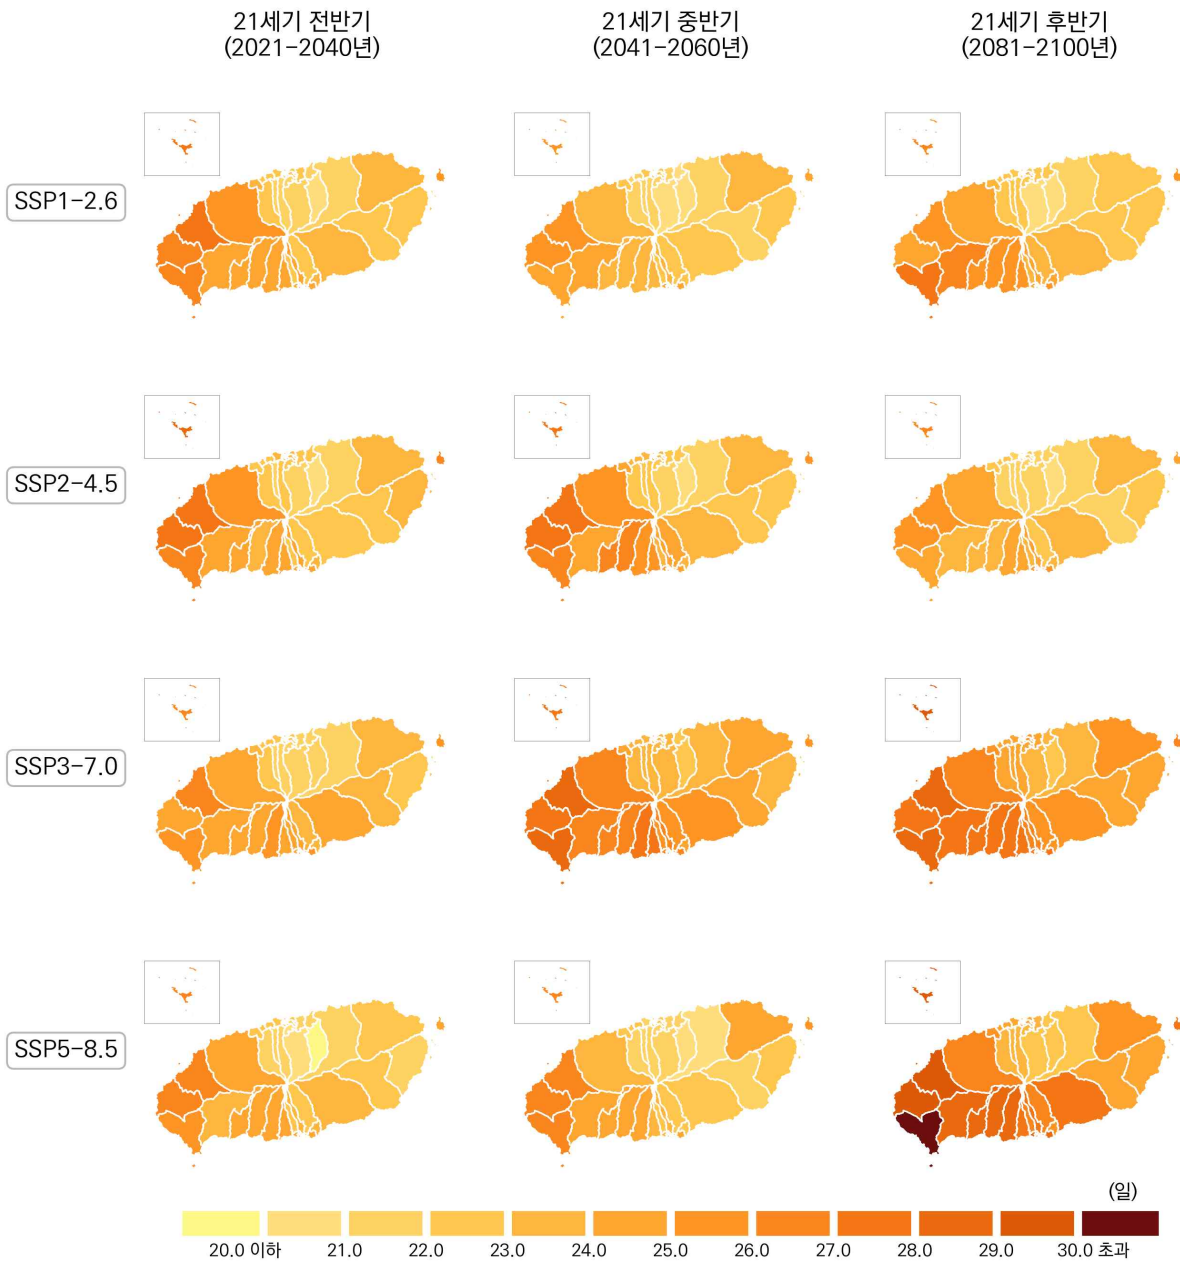 21세기 전반기
(2021-2040년)
21세기 중반기
(2041-2060년)
21세기 후반기
(2081-2100년)
SSP1-2.6
SSP2-4.5
SSP3-7.0
SSP5-8.5
(일)
20.0 이하 21.0 22.0 23.0 24.0 25.0 26.0 27.0 28.0 29.0 30.0 초과